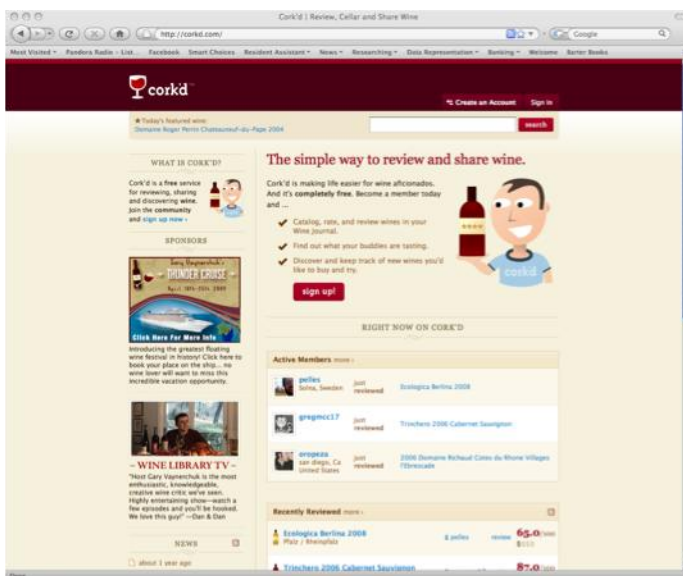 Cork'd | Review, Cellar and Share Wine
http://corkd.com/
Google
Most Visited Pandora Radio – List... Facebook Smart Choices Resident Assistant News Researching Data Representation Banking Welcome Barter Books
corkd
Create an Account Sign in
Today's featured wine:
Domaine Roger Perrin Chateauneuf-du-Pape 2004
search
WHAT IS CORK'D?
Cork'd is a free service
for reviewing, sharing
and discovering wine.
Join the community
and sign up now ›
SPONSORS
Gary Vaynerchuk's
THUNDER CRUISE
April 2009
Click Here For More Info
Introducing the greatest floating
wine festival in history! Click here to
book your place on the ship... no
wine lover will want to miss this
incredible vacation opportunity.
– WINE LIBRARY TV –
"Host Gary Vaynerchuk is the most
enthusiastic, knowledgeable,
creative wine critic we've seen.
Highly entertaining show—watch a
few episodes and you'll be hooked.
We love this guy!" —Dan & Dan
NEWS
about 1 year ago
The simple way to review and share wine.
Cork'd is making life easier for wine aficionados.
And it's completely free. Become a member today
and ...
Catalog, rate, and review wines in your
Wine Journal.
Find out what your buddies are tasting.
Discover and keep track of new wines you'd
like to buy and try.
sign up!
corkd
RIGHT NOW ON CORK'D
Active Members more ›
pelles
Solna, Sweden
just
reviewed
Ecologica Berlina 2008
gregmcc17
just
reviewed
Trinchero 2006 Cabernet Sauvignon
oropeza
san diego, Ca
United States
just
reviewed
2006 Domaine Richaud Cotes du Rhone Villages
l'Ebrescade
Recently Reviewed more ›
Ecologica Berlina 2008
Pfalz / Rheinpfalz
pelles review 65.0/100
Trinchero 2006 Cabernet Sauvignon
87.0/100
Done